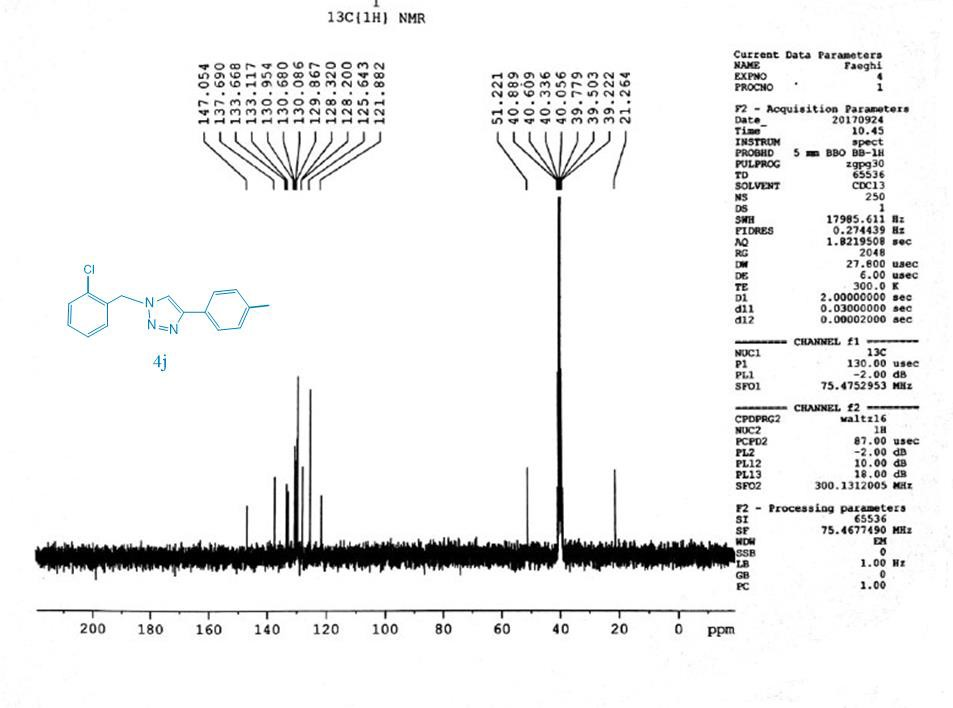 13C{1H} NMR
147.054
137.690
133.668
133.117
130.954
130.680
130.086
129.867
128.320
128.200
125.643
121.882
51.221
40.889
40.609
40.336
40.056
39.779
39.503
39.222
21.264
Current Data Parameters
NAME Faeghi
EXPNO 4
PROCNO 1
F2 - Acquisition Parameters
Date_ 20170924
Time 10.45
INSTRUM spect
PROBHD 5 mm BBO BB-1H
PULPROG zgpg30
TD 65536
SOLVENT CDCl3
NS 250
DS 1
SWH 17985.611 Hz
FIDRES 0.274439 Hz
AQ 1.8219508 sec
RG 2048
DW 27.800 usec
DE 6.00 usec
TE 300.0 K
D1 2.00000000 sec
d11 0.03000000 sec
d12 0.00002000 sec
======== CHANNEL f1 ========
NUC1 13C
P1 130.00 usec
PL1 -2.00 dB
SFO1 75.4752953 MHz
======== CHANNEL f2 ========
CPDPRG2 waltz16
NUC2 1H
PCPD2 87.00 usec
PL2 -2.00 dB
PL12 10.00 dB
PL13 18.00 dB
SFO2 300.1312005 MHz
F2 - Processing parameters
SI 65536
SF 75.4677490 MHz
WDW EM
SSB 0
LB 1.00 Hz
GB 0
PC 1.00
Cl
N
N=N
4j
200 180 160 140 120 100 80 60 40 20 0 ppm